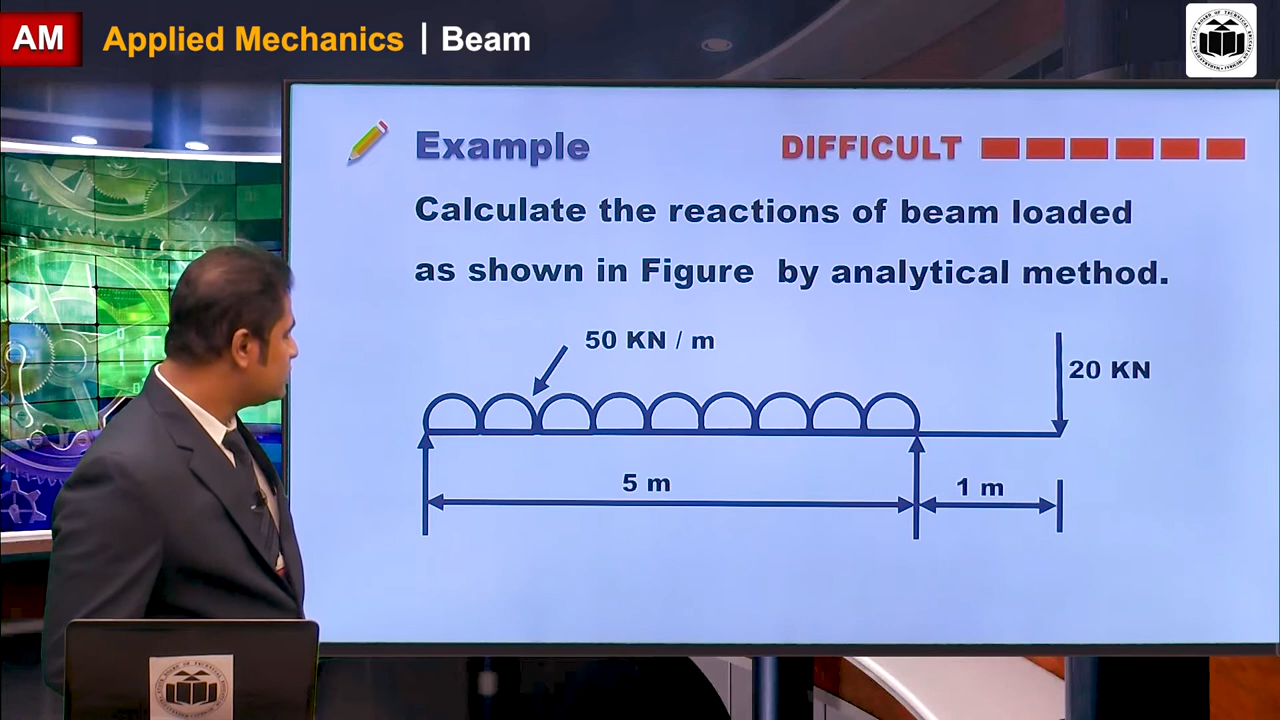 AM Applied Mechanics | Beam
Example DIFFICULT
Calculate the reactions of beam loaded
as shown in Figure by analytical method.
50 KN / m
20 KN
5 m
1 m